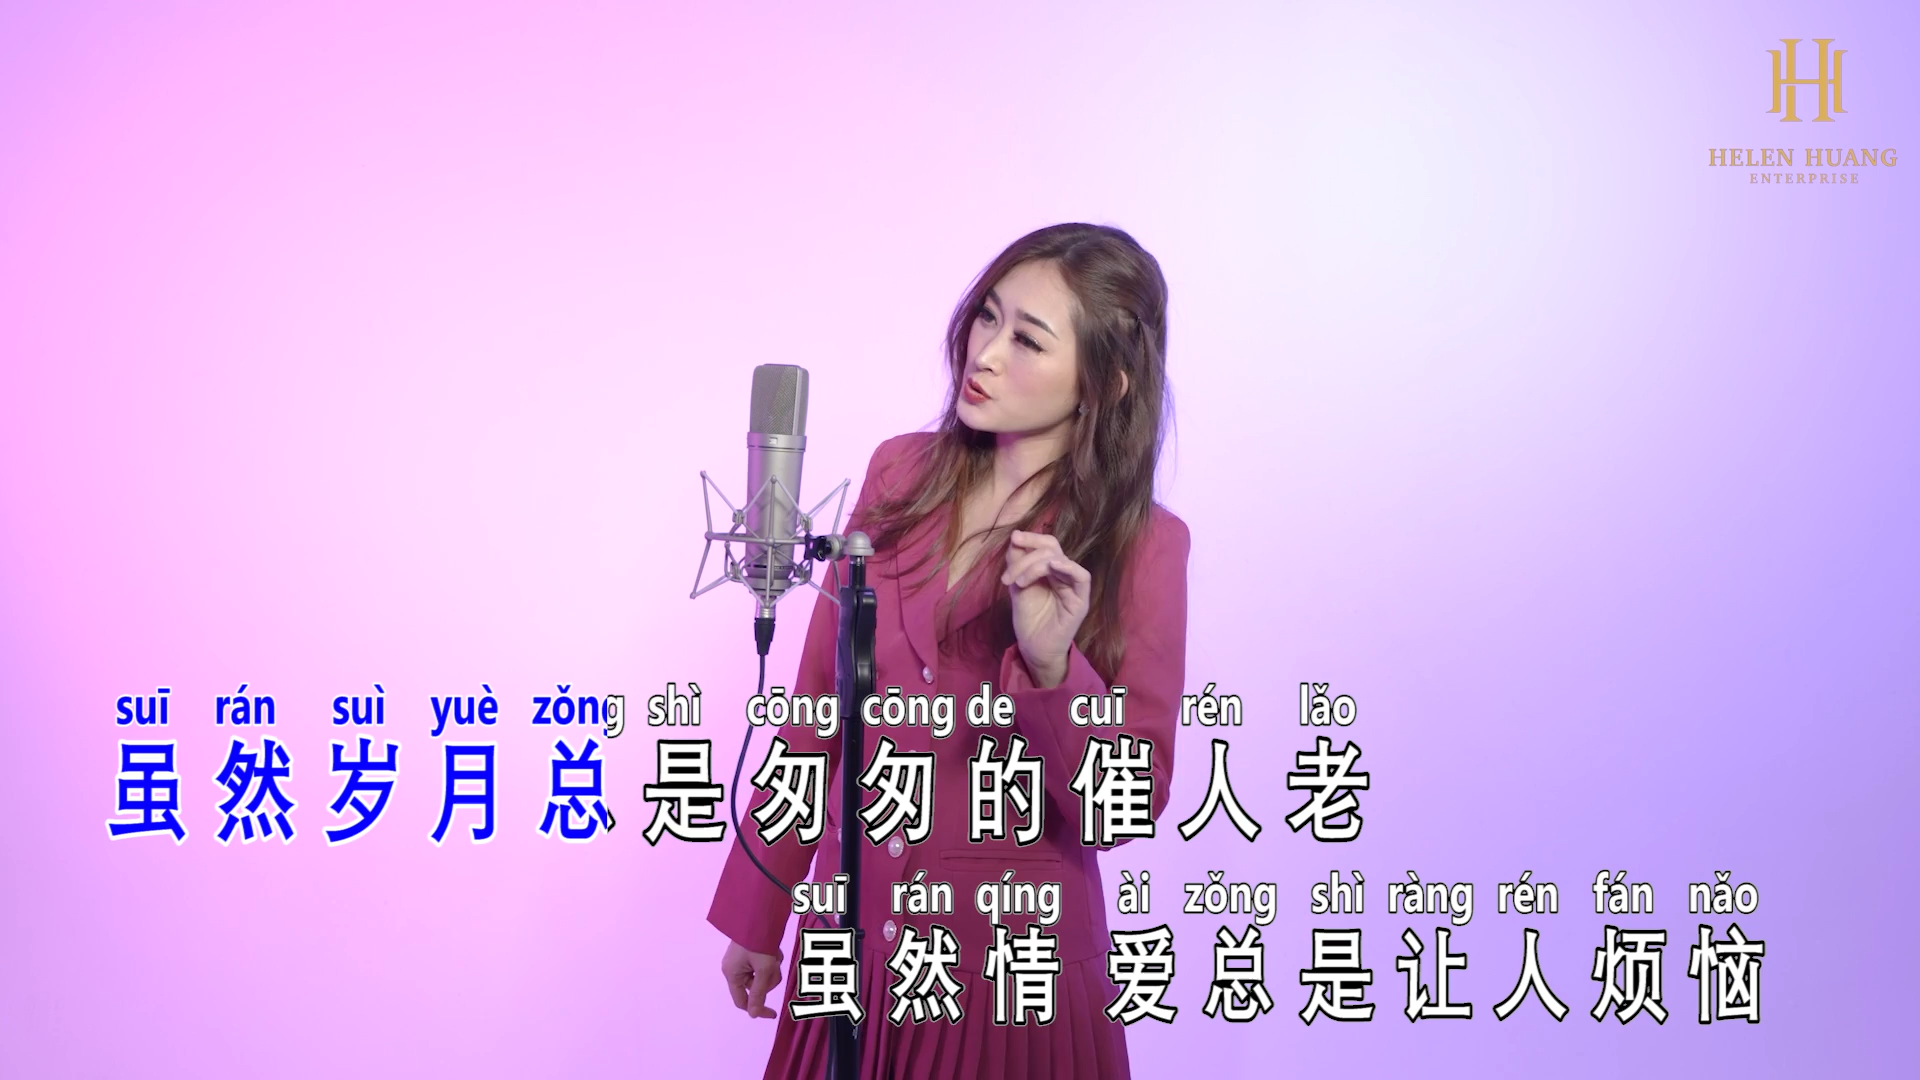 HELEN HUANG
ENTERPRISE
suī rán suì yuè zǒng shì cōng cōng de cuī rén lǎo
虽然岁月总是匆匆的催人老
suī rán qíng ài zǒng shì ràng rén fán nǎo
虽然情 爱总是让人烦恼